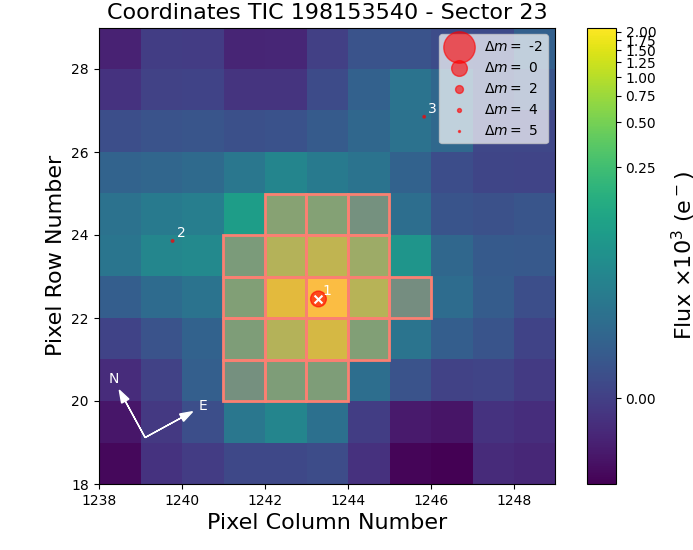 Coordinates TIC 198153540 - Sector 23
Δm = -2
Δm = 0
Δm = 2
Δm = 4
Δm = 5
3
2
1
N
E
28
26
24
22
20
18
1238
1240
1242
1244
1246
1248
Pixel Column Number
Pixel Row Number
2.00
1.75
1.50
1.25
1.00
0.75
0.50
0.25
0.00
Flux ×10³ (e⁻)